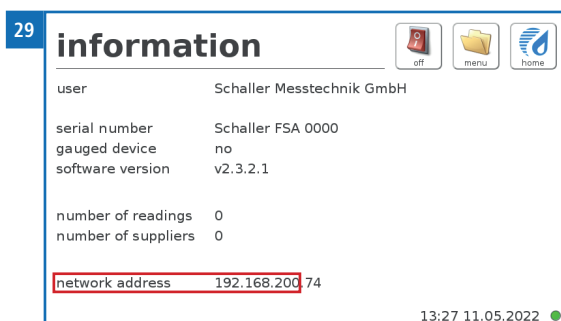 29
information
off
menu
home
user Schaller Messtechnik GmbH
serial number Schaller FSA 0000
gauged device no
software version v2.3.2.1
number of readings 0
number of suppliers 0
network address 192.168.200.74
13:27 11.05.2022